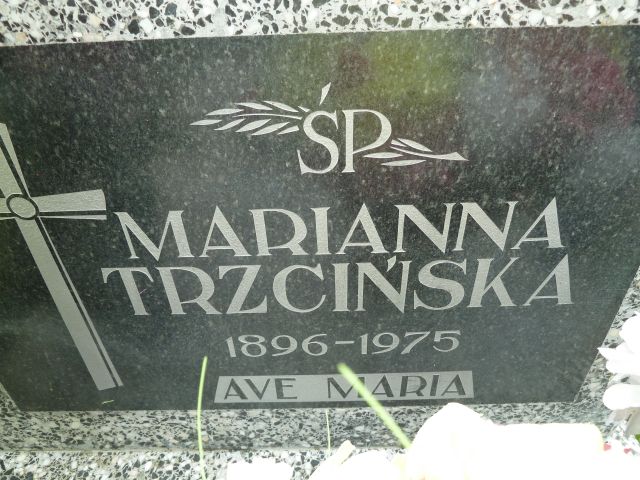 ŚP
MARIANNA
TRZCIŃSKA
1896-1975
AVE MARIA